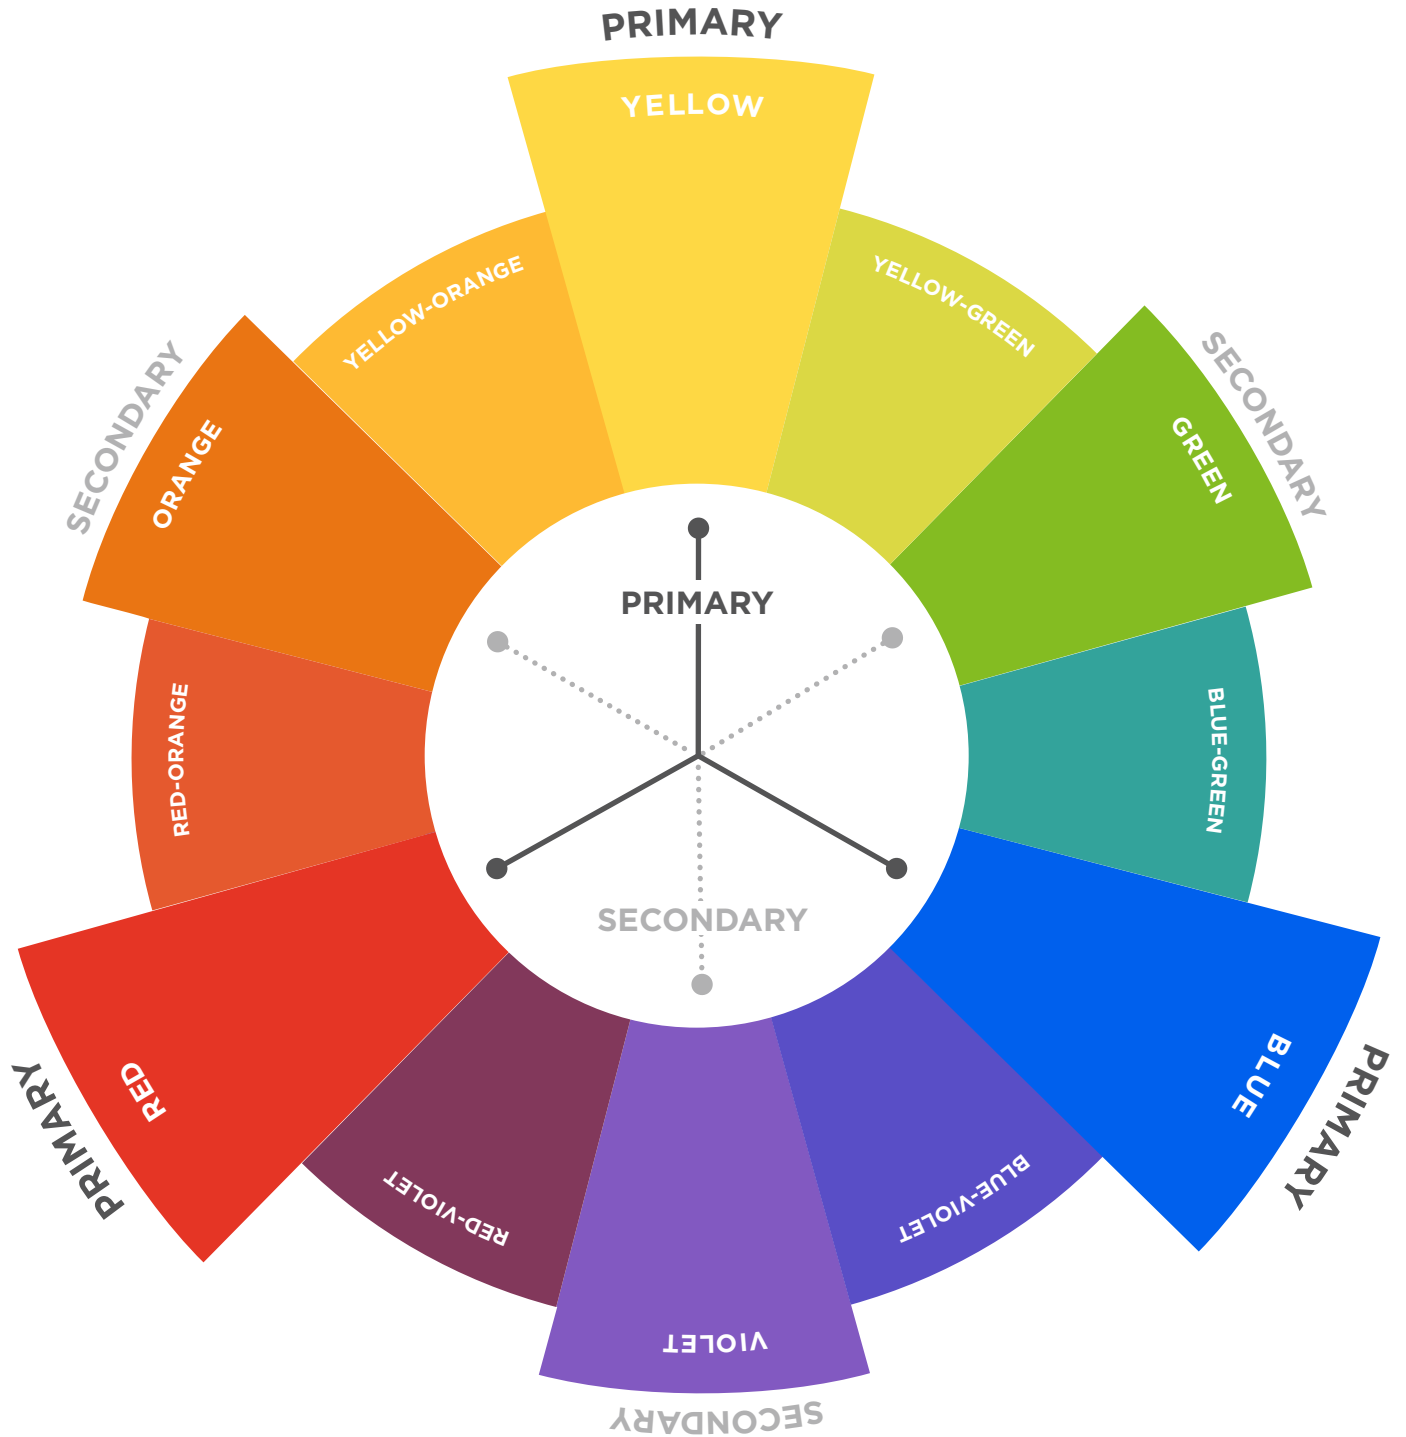 PRIMARY
YELLOW
YELLOW-ORANGE
YELLOW-GREEN
SECONDARY
ORANGE
GREEN
SECONDARY
PRIMARY
RED-ORANGE
BLUE-GREEN
SECONDARY
RED
PRIMARY
BLUE
PRIMARY
RED-VIOLET
BLUE-VIOLET
VIOLET
SECONDARY